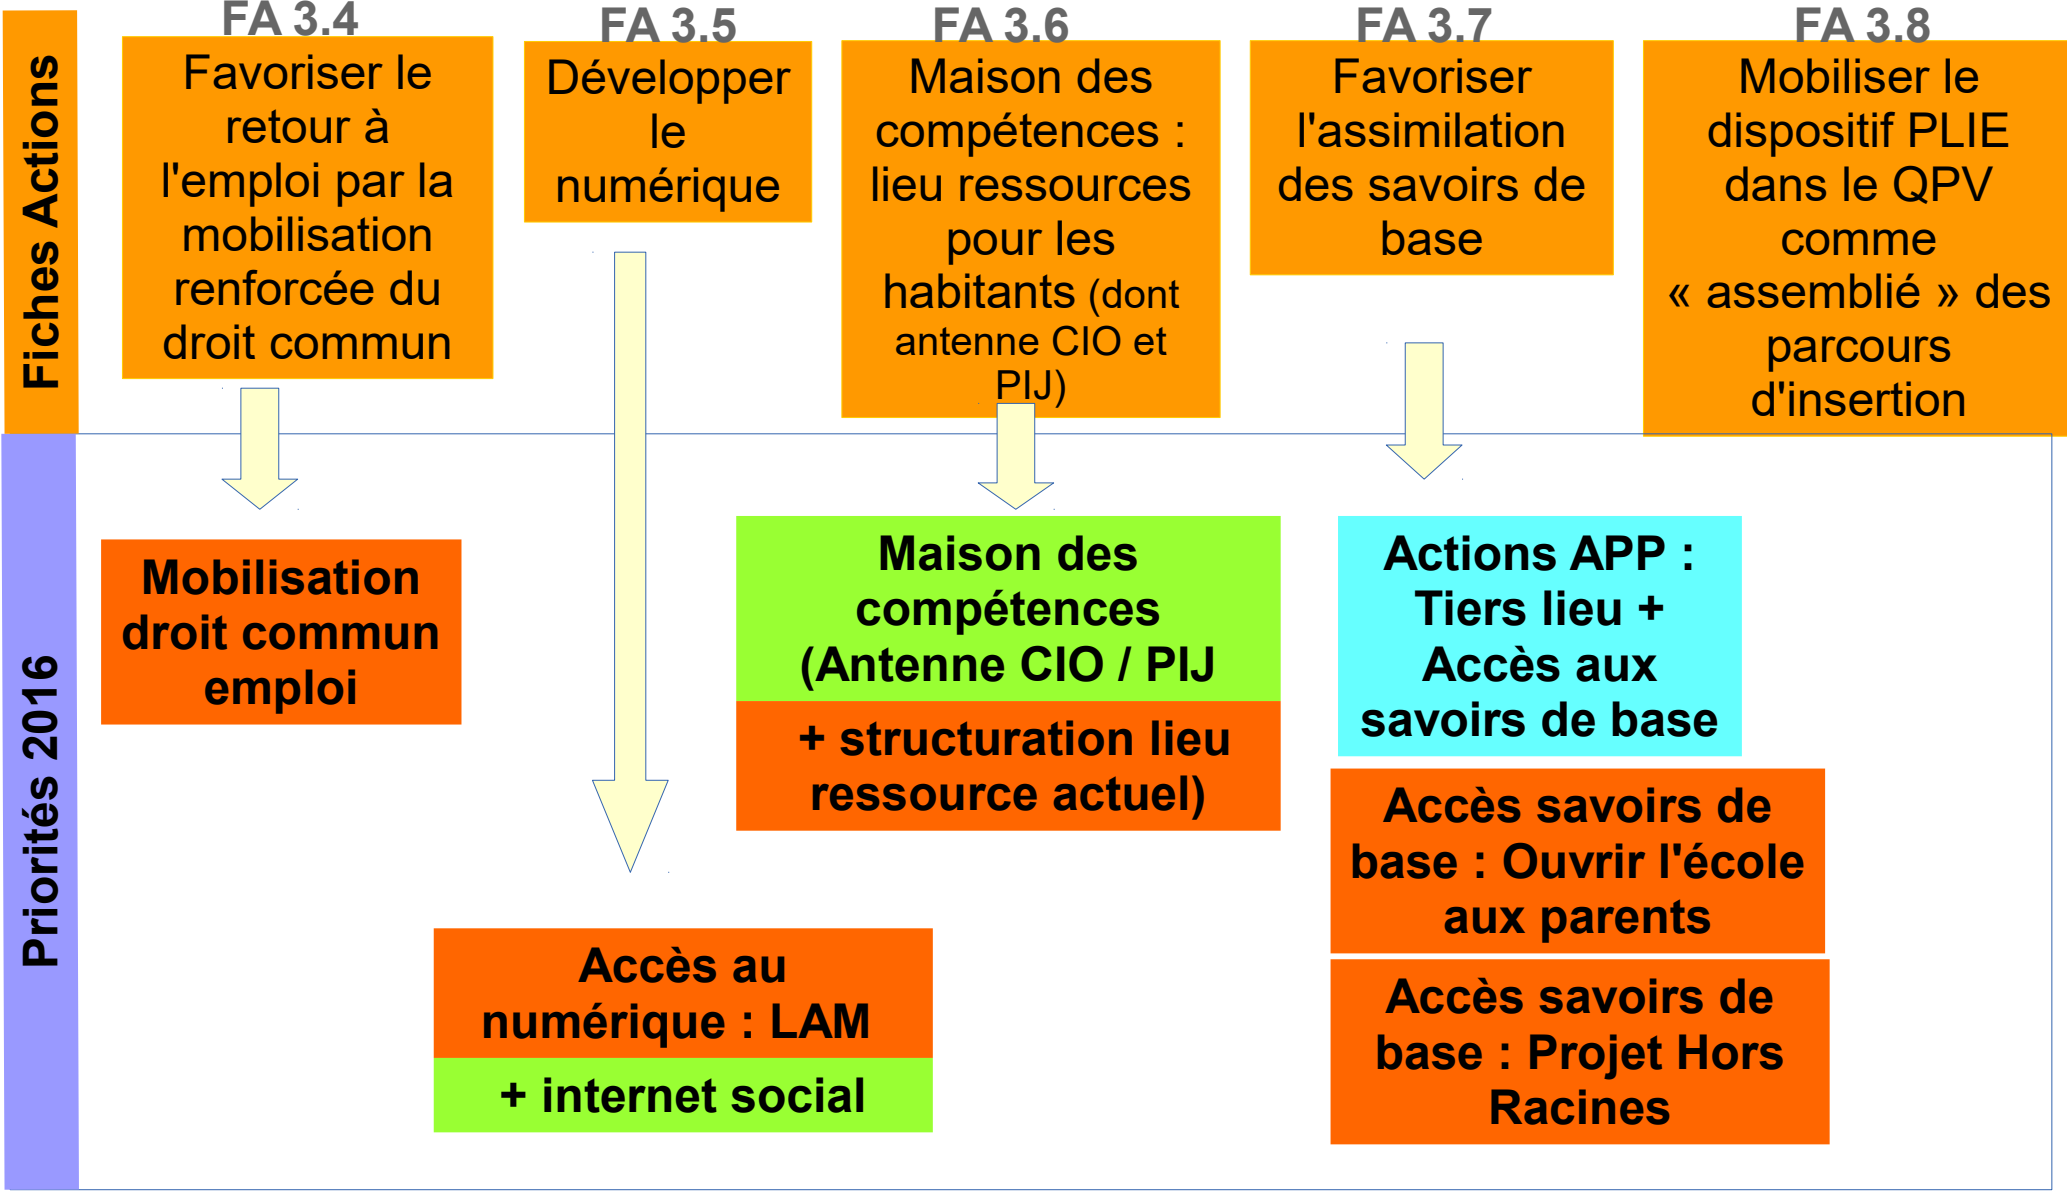 Fiches Actions
FA 3.4
Favoriser le
retour à
l'emploi par la
mobilisation
renforcée du
droit commun
FA 3.5
Développer
le
numérique
FA 3.6
Maison des
compétences :
lieu ressources
pour les
habitants (dont
antenne CIO et
PIJ)
FA 3.7
Favoriser
l'assimilation
des savoirs de
base
FA 3.8
Mobiliser le
dispositif PLIE
dans le QPV
comme
« assemblié » des
parcours
d'insertion
Priorités 2016
Mobilisation
droit commun
emploi
Accès au
numérique : LAM
+ internet social
Maison des
compétences
(Antenne CIO / PIJ
+ structuration lieu
ressource actuel)
Actions APP :
Tiers lieu +
Accès aux
savoirs de base
Accès savoirs de
base : Ouvrir l'école
aux parents
Accès savoirs de
base : Projet Hors
Racines